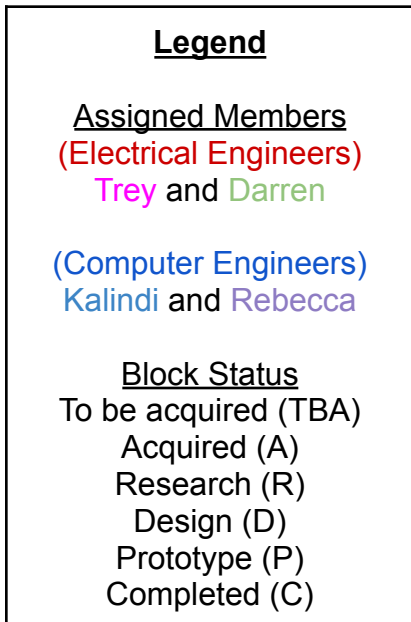 Legend
Assigned Members
(Electrical Engineers)
Trey and Darren
(Computer Engineers)
Kalindi and Rebecca
Block Status
To be acquired (TBA)
Acquired (A)
Research (R)
Design (D)
Prototype (P)
Completed (C)